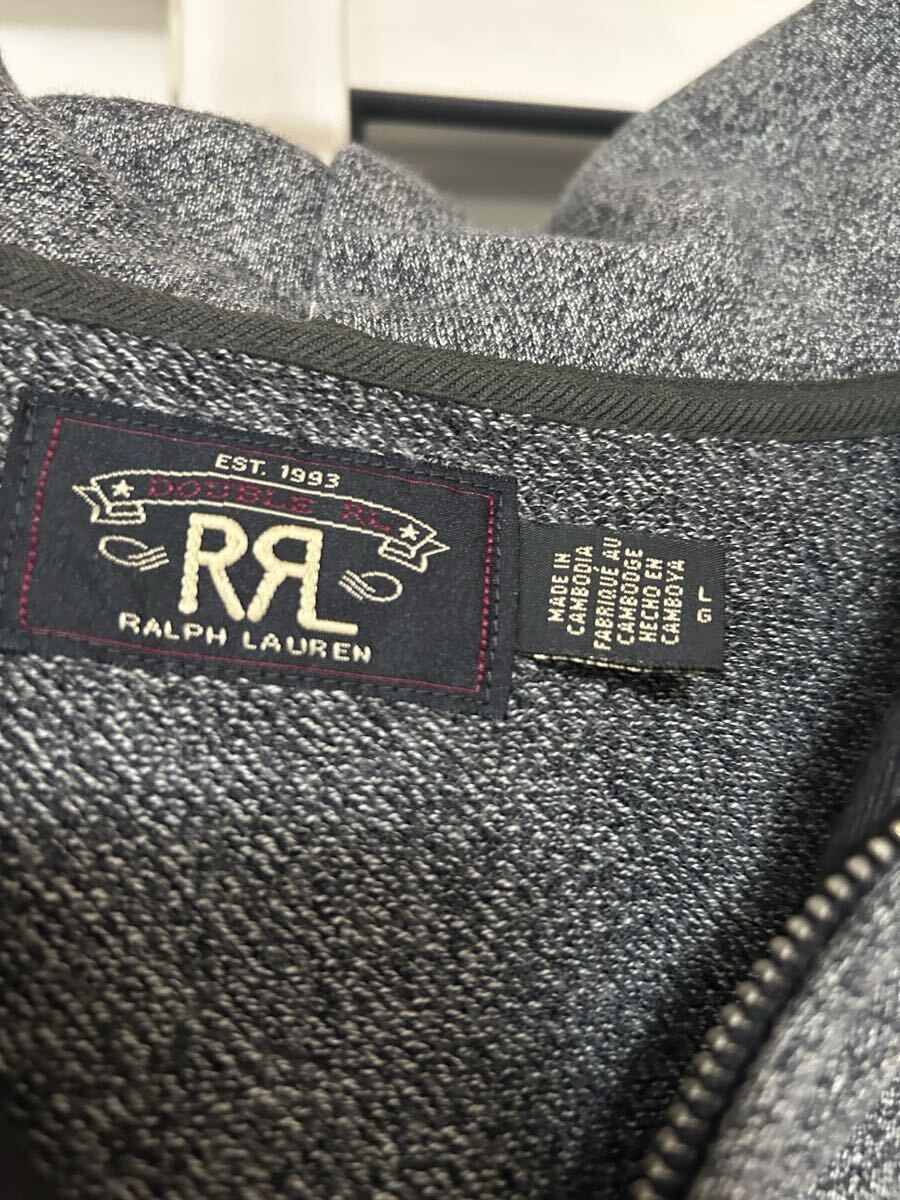 EST. 1993
DOUBLE RL
RRL
RALPH LAUREN
MADE IN
CAMBODIA
FABRIQUÉ AU
CAMBODGE
HECHO EN
CAMBOYA
L
G